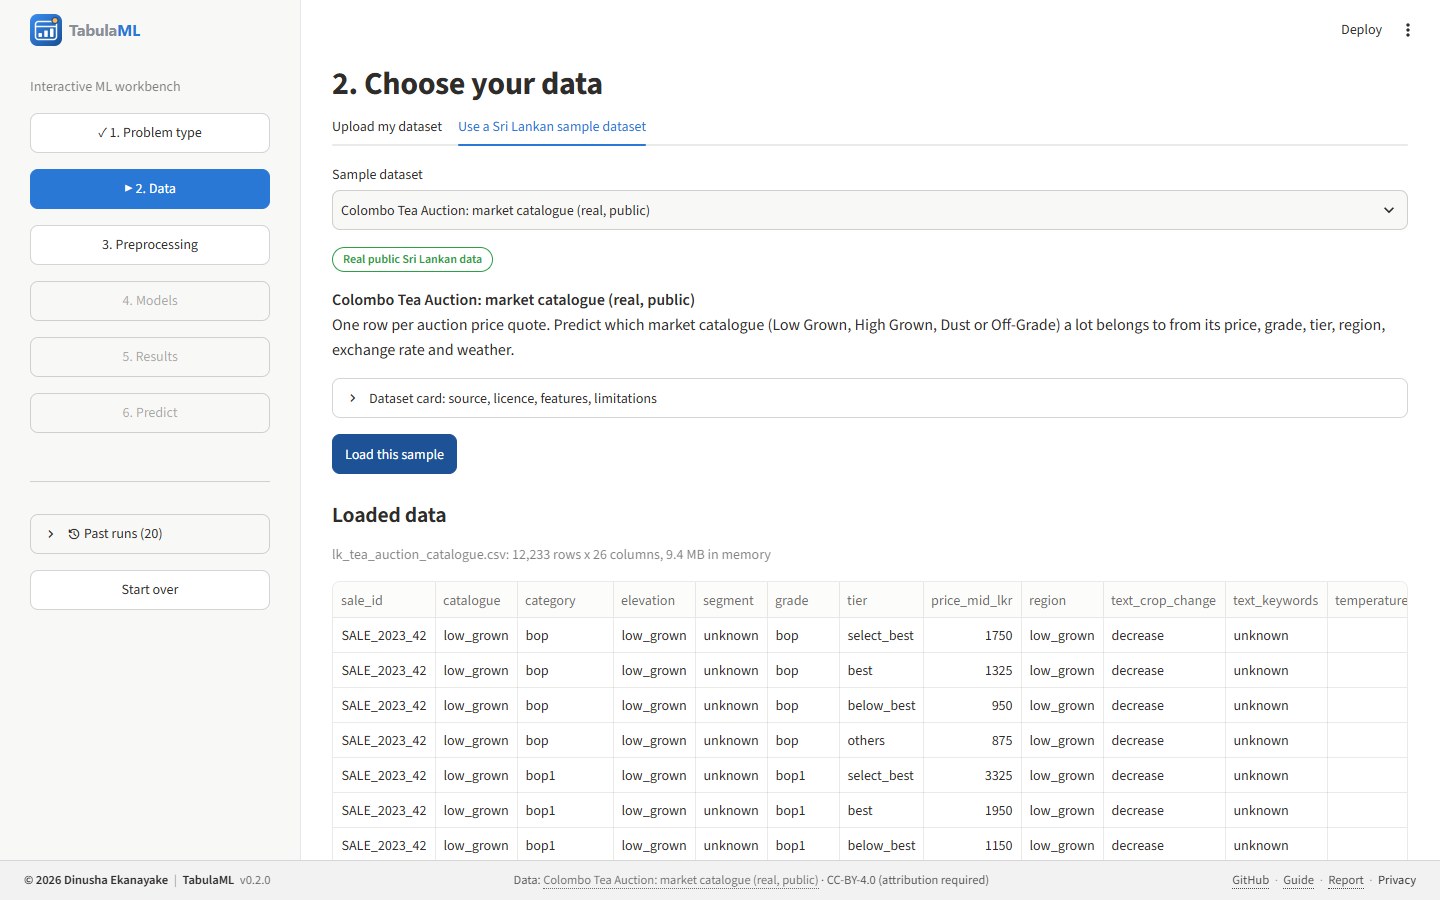 TabulaML
Deploy
Interactive ML workbench
✓ 1. Problem type
▶ 2. Data
3. Preprocessing
4. Models
5. Results
6. Predict
Past runs (20)
Start over
2. Choose your data
Upload my dataset Use a Sri Lankan sample dataset
Sample dataset
Colombo Tea Auction: market catalogue (real, public)
Real public Sri Lankan data
Colombo Tea Auction: market catalogue (real, public)
One row per auction price quote. Predict which market catalogue (Low Grown, High Grown, Dust or Off-Grade) a lot belongs to from its price, grade, tier, region,
exchange rate and weather.
Dataset card: source, licence, features, limitations
Load this sample
Loaded data
lk_tea_auction_catalogue.csv: 12,233 rows x 26 columns, 9.4 MB in memory
sale_id catalogue category elevation segment grade tier price_mid_lkr region text_crop_change text_keywords temperature
SALE_2023_42 low_grown bop low_grown unknown bop select_best 1750 low_grown decrease unknown
SALE_2023_42 low_grown bop low_grown unknown bop best 1325 low_grown decrease unknown
SALE_2023_42 low_grown bop low_grown unknown bop below_best 950 low_grown decrease unknown
SALE_2023_42 low_grown bop low_grown unknown bop others 875 low_grown decrease unknown
SALE_2023_42 low_grown bop1 low_grown unknown bop1 select_best 3325 low_grown decrease unknown
SALE_2023_42 low_grown bop1 low_grown unknown bop1 best 1950 low_grown decrease unknown
SALE_2023_42 low_grown bop1 low_grown unknown bop1 below_best 1150 low_grown decrease unknown
© 2026 Dinusha Ekanayake | TabulaML v0.2.0
Data: Colombo Tea Auction: market catalogue (real, public) · CC-BY-4.0 (attribution required)
GitHub · Guide · Report · Privacy